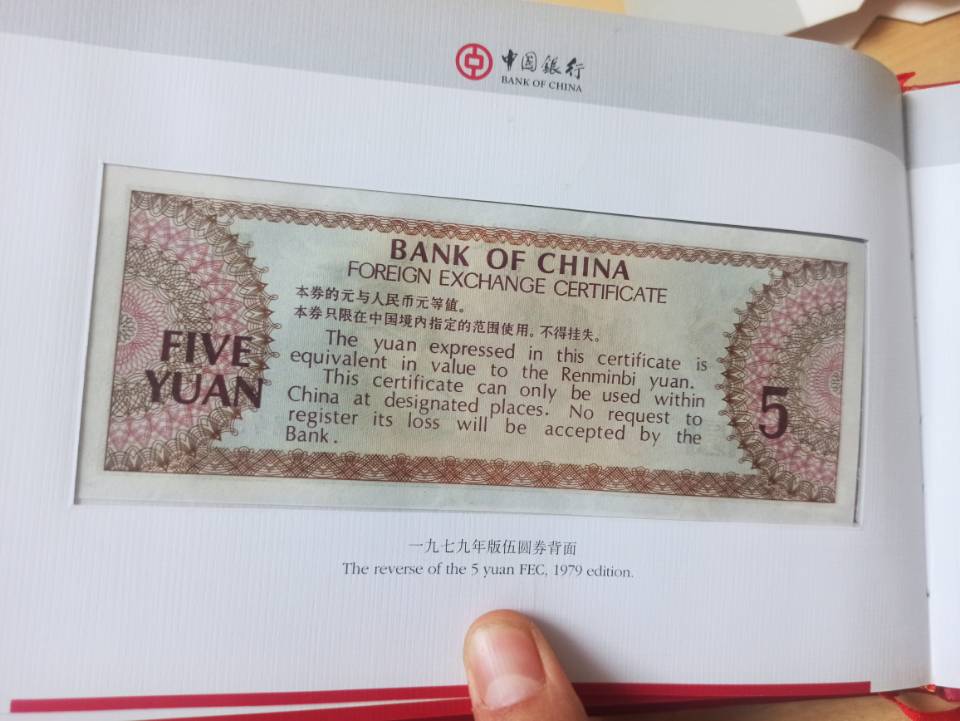 中国銀行
BANK OF CHINA
BANK OF CHINA
FOREIGN EXCHANGE CERTIFICATE
本券的元与人民币元等值。
本券只限在中国境内指定的范围使用。不得挂失。
The yuan expressed in this certificate is
equivalent in value to the Renminbi yuan.
This certificate can only be used within
China at designated places. No request to
register its loss will be accepted by the
Bank.
FIVE
YUAN
5
一九七九年版伍圆券背面
The reverse of the 5 yuan FEC, 1979 edition.